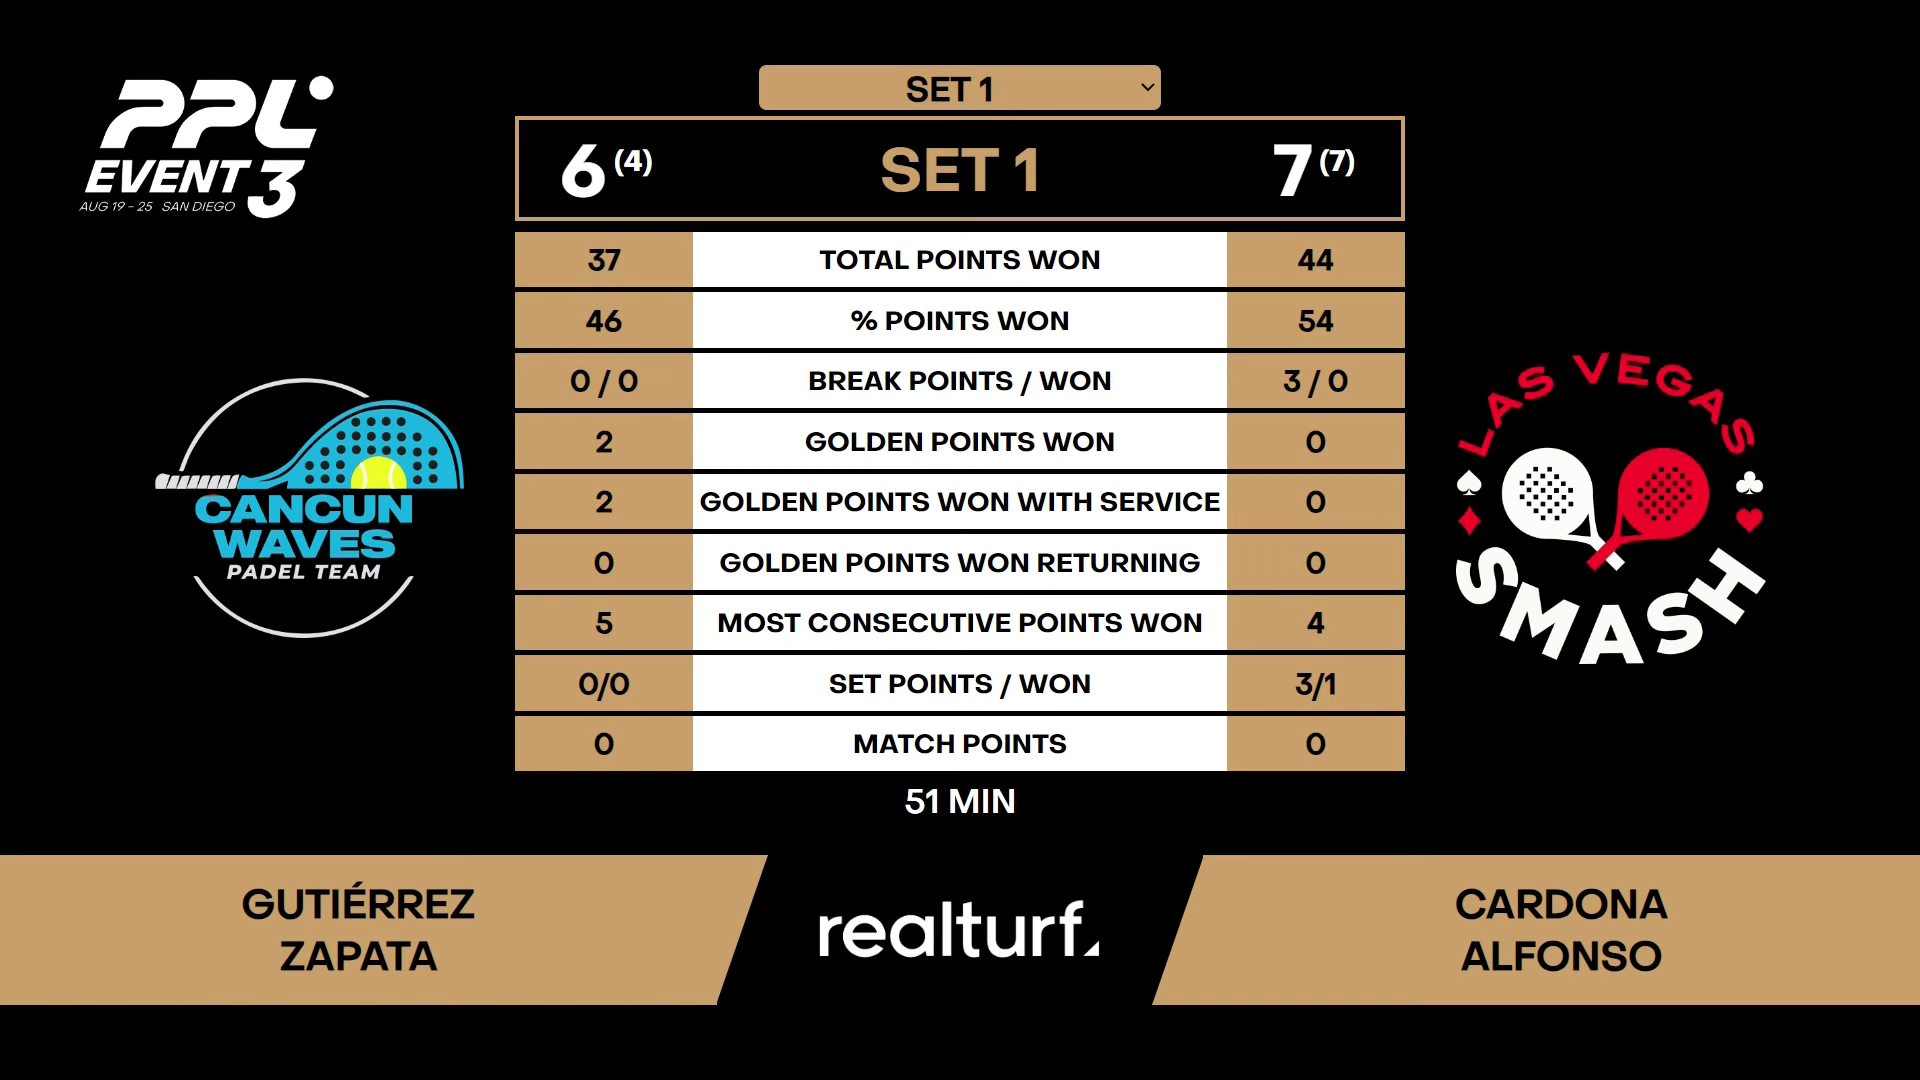 PPL
EVENT 3
AUG 19 - 25 SAN DIEGO
SET 1
6 (4) SET 1 7 (7)
37 TOTAL POINTS WON 44
46 % POINTS WON 54
0 / 0 BREAK POINTS / WON 3 / 0
2 GOLDEN POINTS WON 0
2 GOLDEN POINTS WON WITH SERVICE 0
0 GOLDEN POINTS WON RETURNING 0
5 MOST CONSECUTIVE POINTS WON 4
0/0 SET POINTS / WON 3/1
0 MATCH POINTS 0
51 MIN
CANCUN
WAVES
PADEL TEAM
LAS VEGAS
SMASH
GUTIÉRREZ
ZAPATA
realturf
CARDONA
ALFONSO